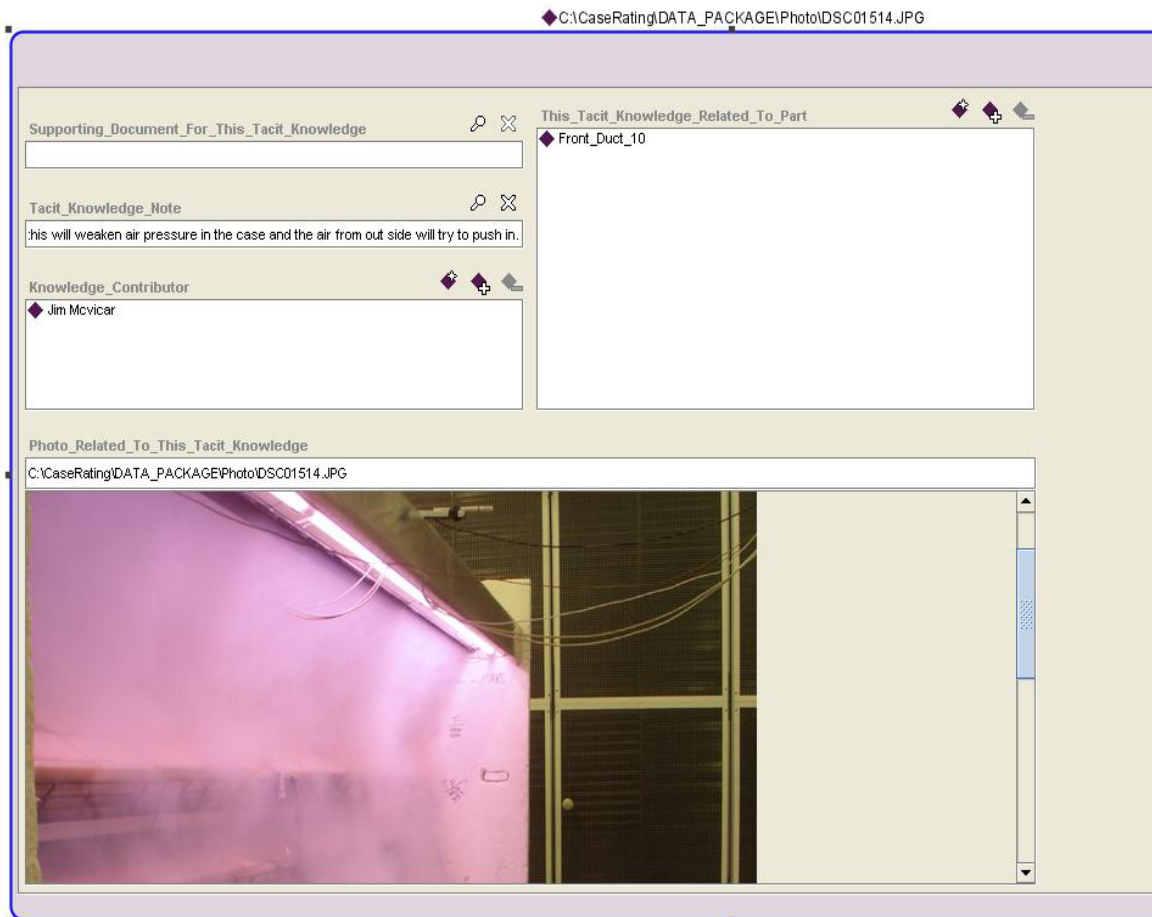 C:\CaseRating\DATA_PACKAGE\Photo\DSC01514.JPG
Supporting_Document_For_This_Tacit_Knowledge
This_Tacit_Knowledge_Related_To_Part
Front_Duct_10
Tacit_Knowledge_Note
his will weaken air pressure in the case and the air from out side will try to push in.
Knowledge_Contributor
Jim Mcvicar
Photo_Related_To_This_Tacit_Knowledge
C:\CaseRating\DATA_PACKAGE\Photo\DSC01514.JPG